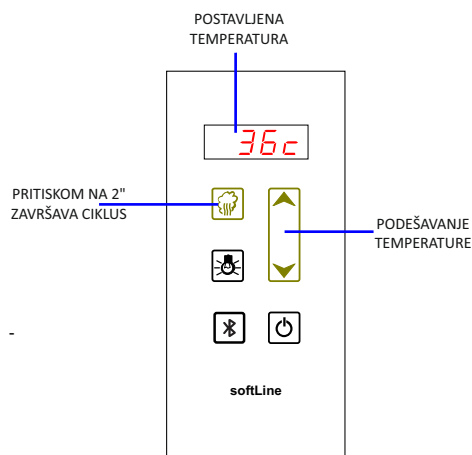 POSTAVLJENA
TEMPERATURA
36c
PRITISKOM NA 2"
ZAVRŠAVA CIKLUS
PODEŠAVANJE
TEMPERATURE
-
softLine